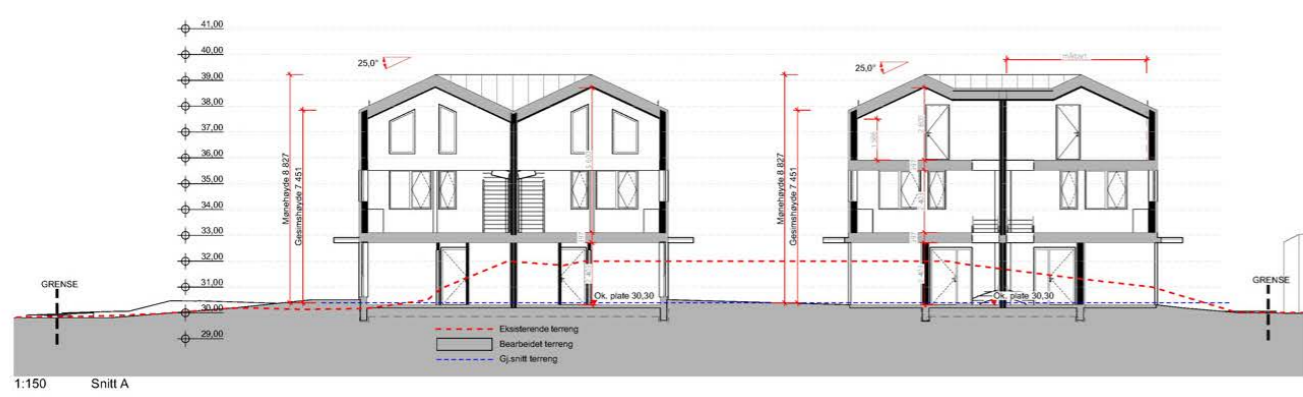 41,00
40,00
39,00
38,00
37,00
36,00
35,00
34,00
33,00
32,00
31,00
30,00
29,00
25,0°
25,0°
Mønehøyde 8 827
Gesimshøyde 7 451
Mønehøyde 8 827
Gesimshøyde 7 451
GRENSE
GRENSE
Ok. plate 30,30
Ok. plate 30,30
Eksisterende terreng
Bearbeidet terreng
Gj.snitt terreng
1:150 Snitt A